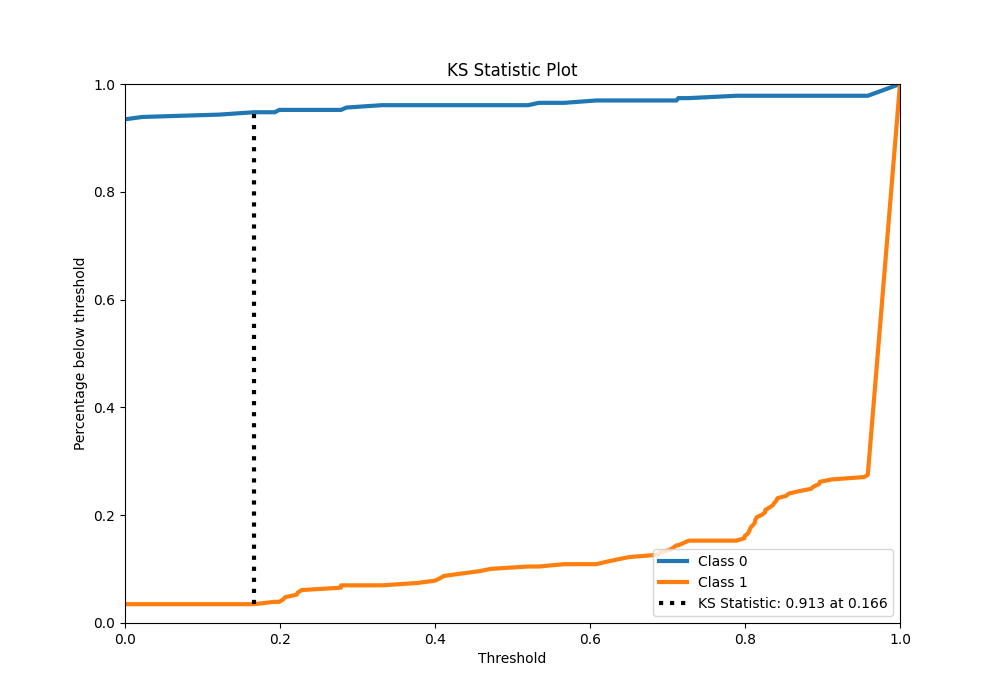 KS Statistic Plot
1.0
0.8
0.6
0.4
0.2
0.0
Percentage below threshold
0.0 0.2 0.4 0.6 0.8 1.0
Threshold
Class 0
Class 1
KS Statistic: 0.913 at 0.166